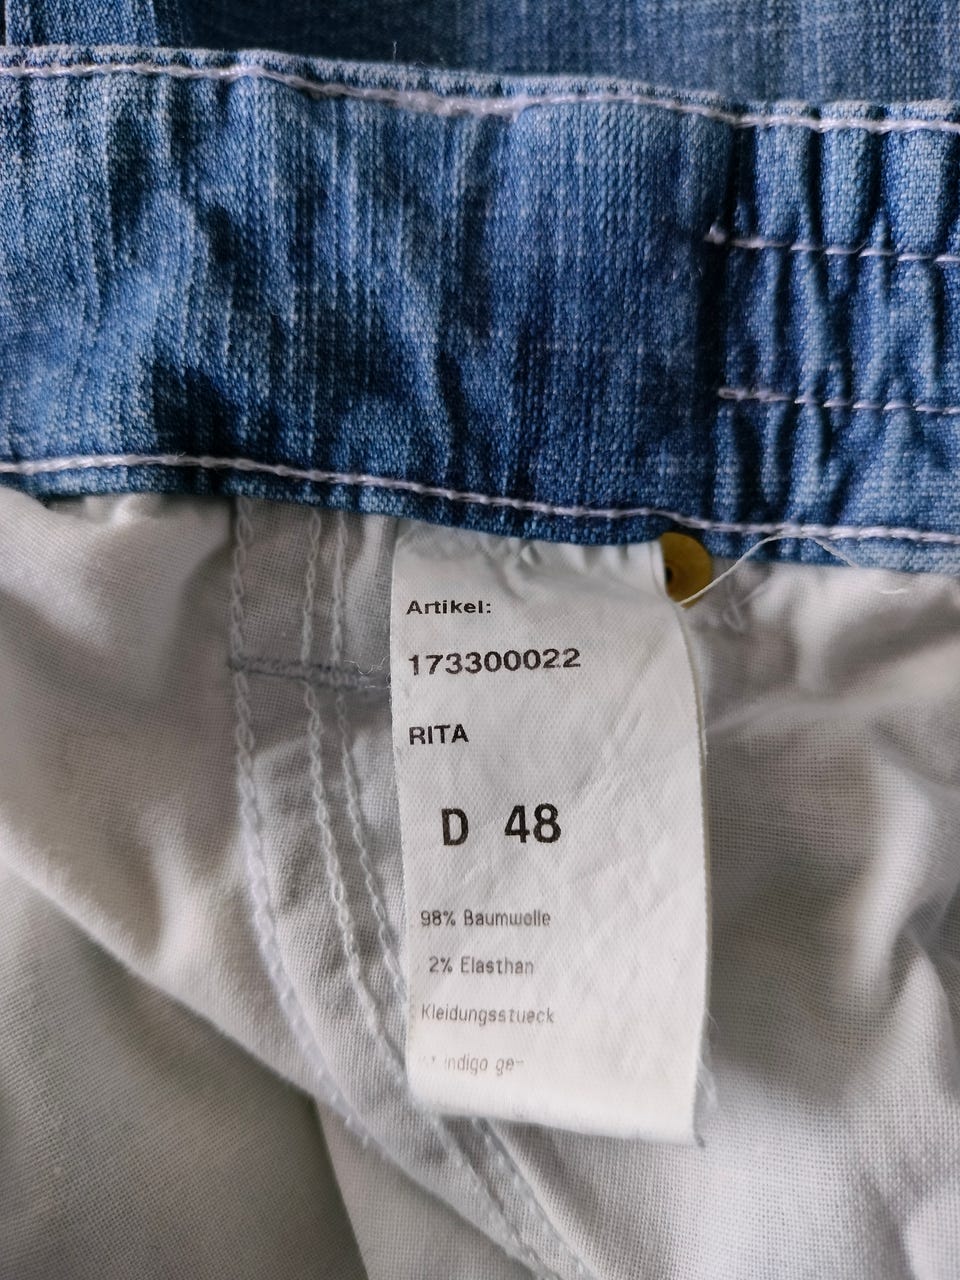 Artikel:
173300022
RITA
D 48
98% Baumwolle
2% Elasthan
Kleidungsstueck
indigo ge-